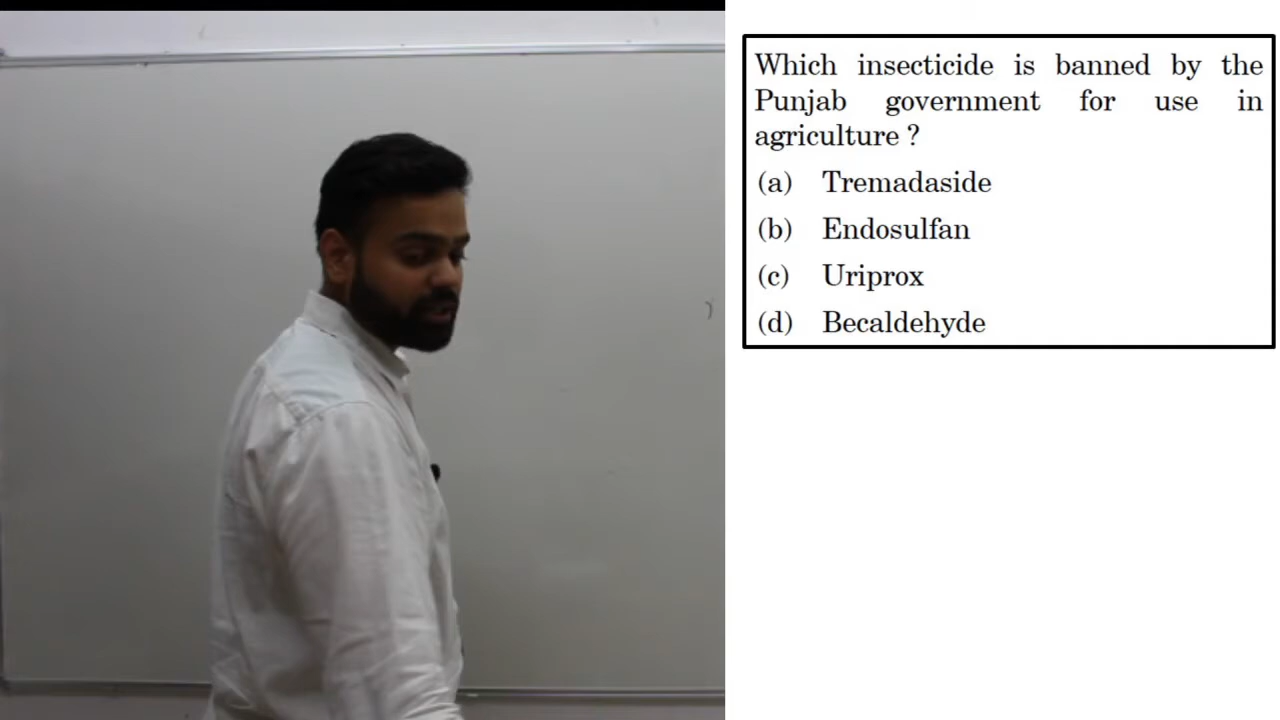 Which insecticide is banned by the
Punjab government for use in
agriculture ?
(a) Tremadaside
(b) Endosulfan
(c) Uriprox
(d) Becaldehyde